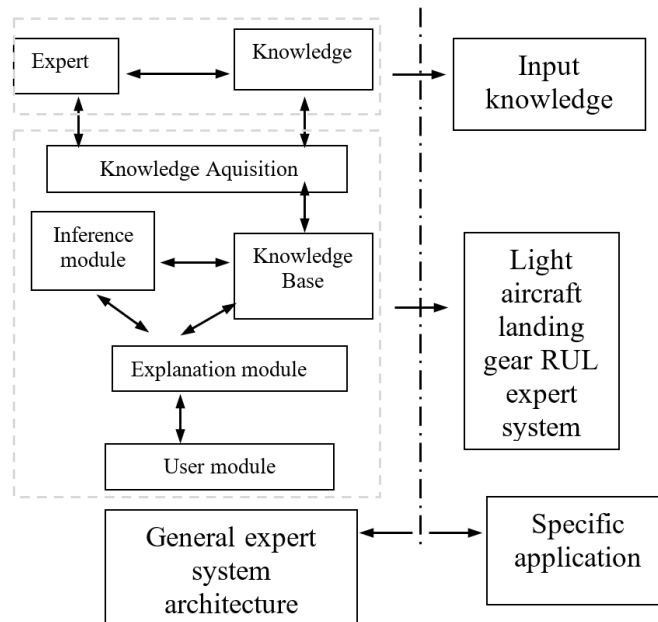 Expert
Knowledge
Input
knowledge
Knowledge Aquisition
Inference
module
Knowledge
Base
Light
aircraft
landing
gear RUL
expert
system
Explanation module
User module
General expert
system
architecture
Specific
application